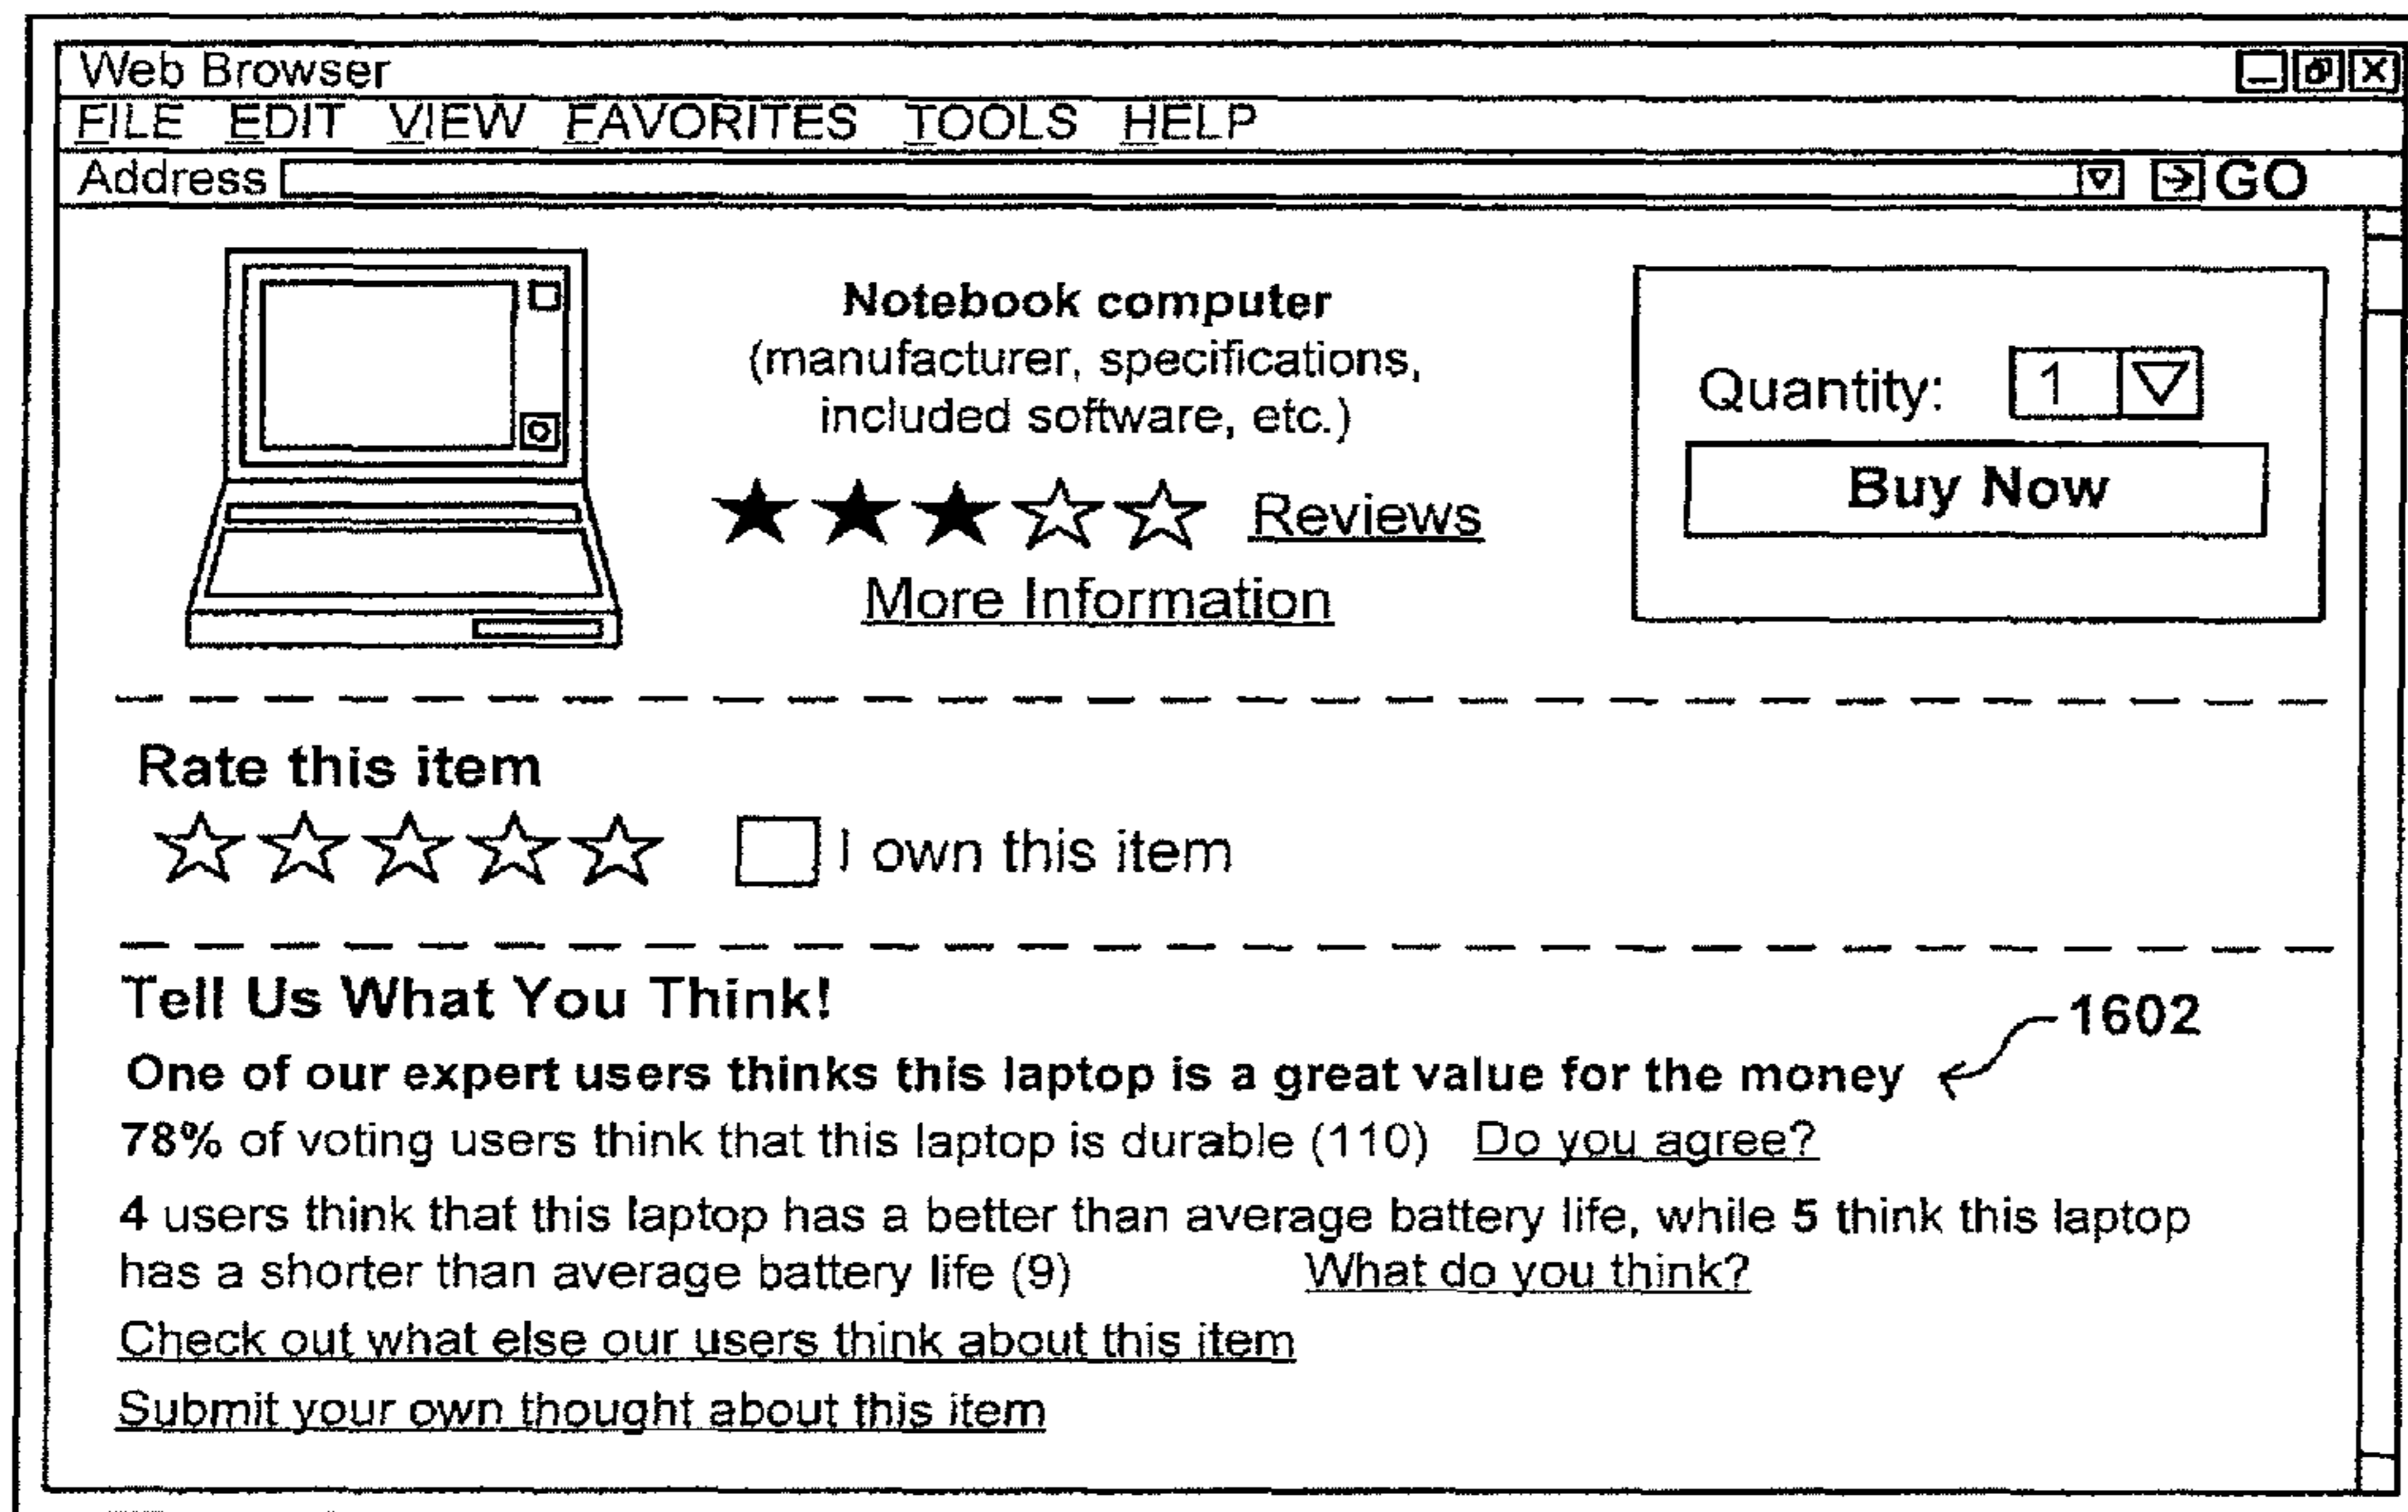 Web Browser
FILE EDIT VIEW FAVORITES TOOLS HELP
Address GO
Notebook computer
(manufacturer, specifications,
included software, etc.)
Reviews
More Information
Quantity: 1
Buy Now
Rate this item
I own this item
Tell Us What You Think!
1602
One of our expert users thinks this laptop is a great value for the money
78% of voting users think that this laptop is durable (110) Do you agree?
4 users think that this laptop has a better than average battery life, while 5 think this laptop
has a shorter than average battery life (9) What do you think?
Check out what else our users think about this item
Submit your own thought about this item